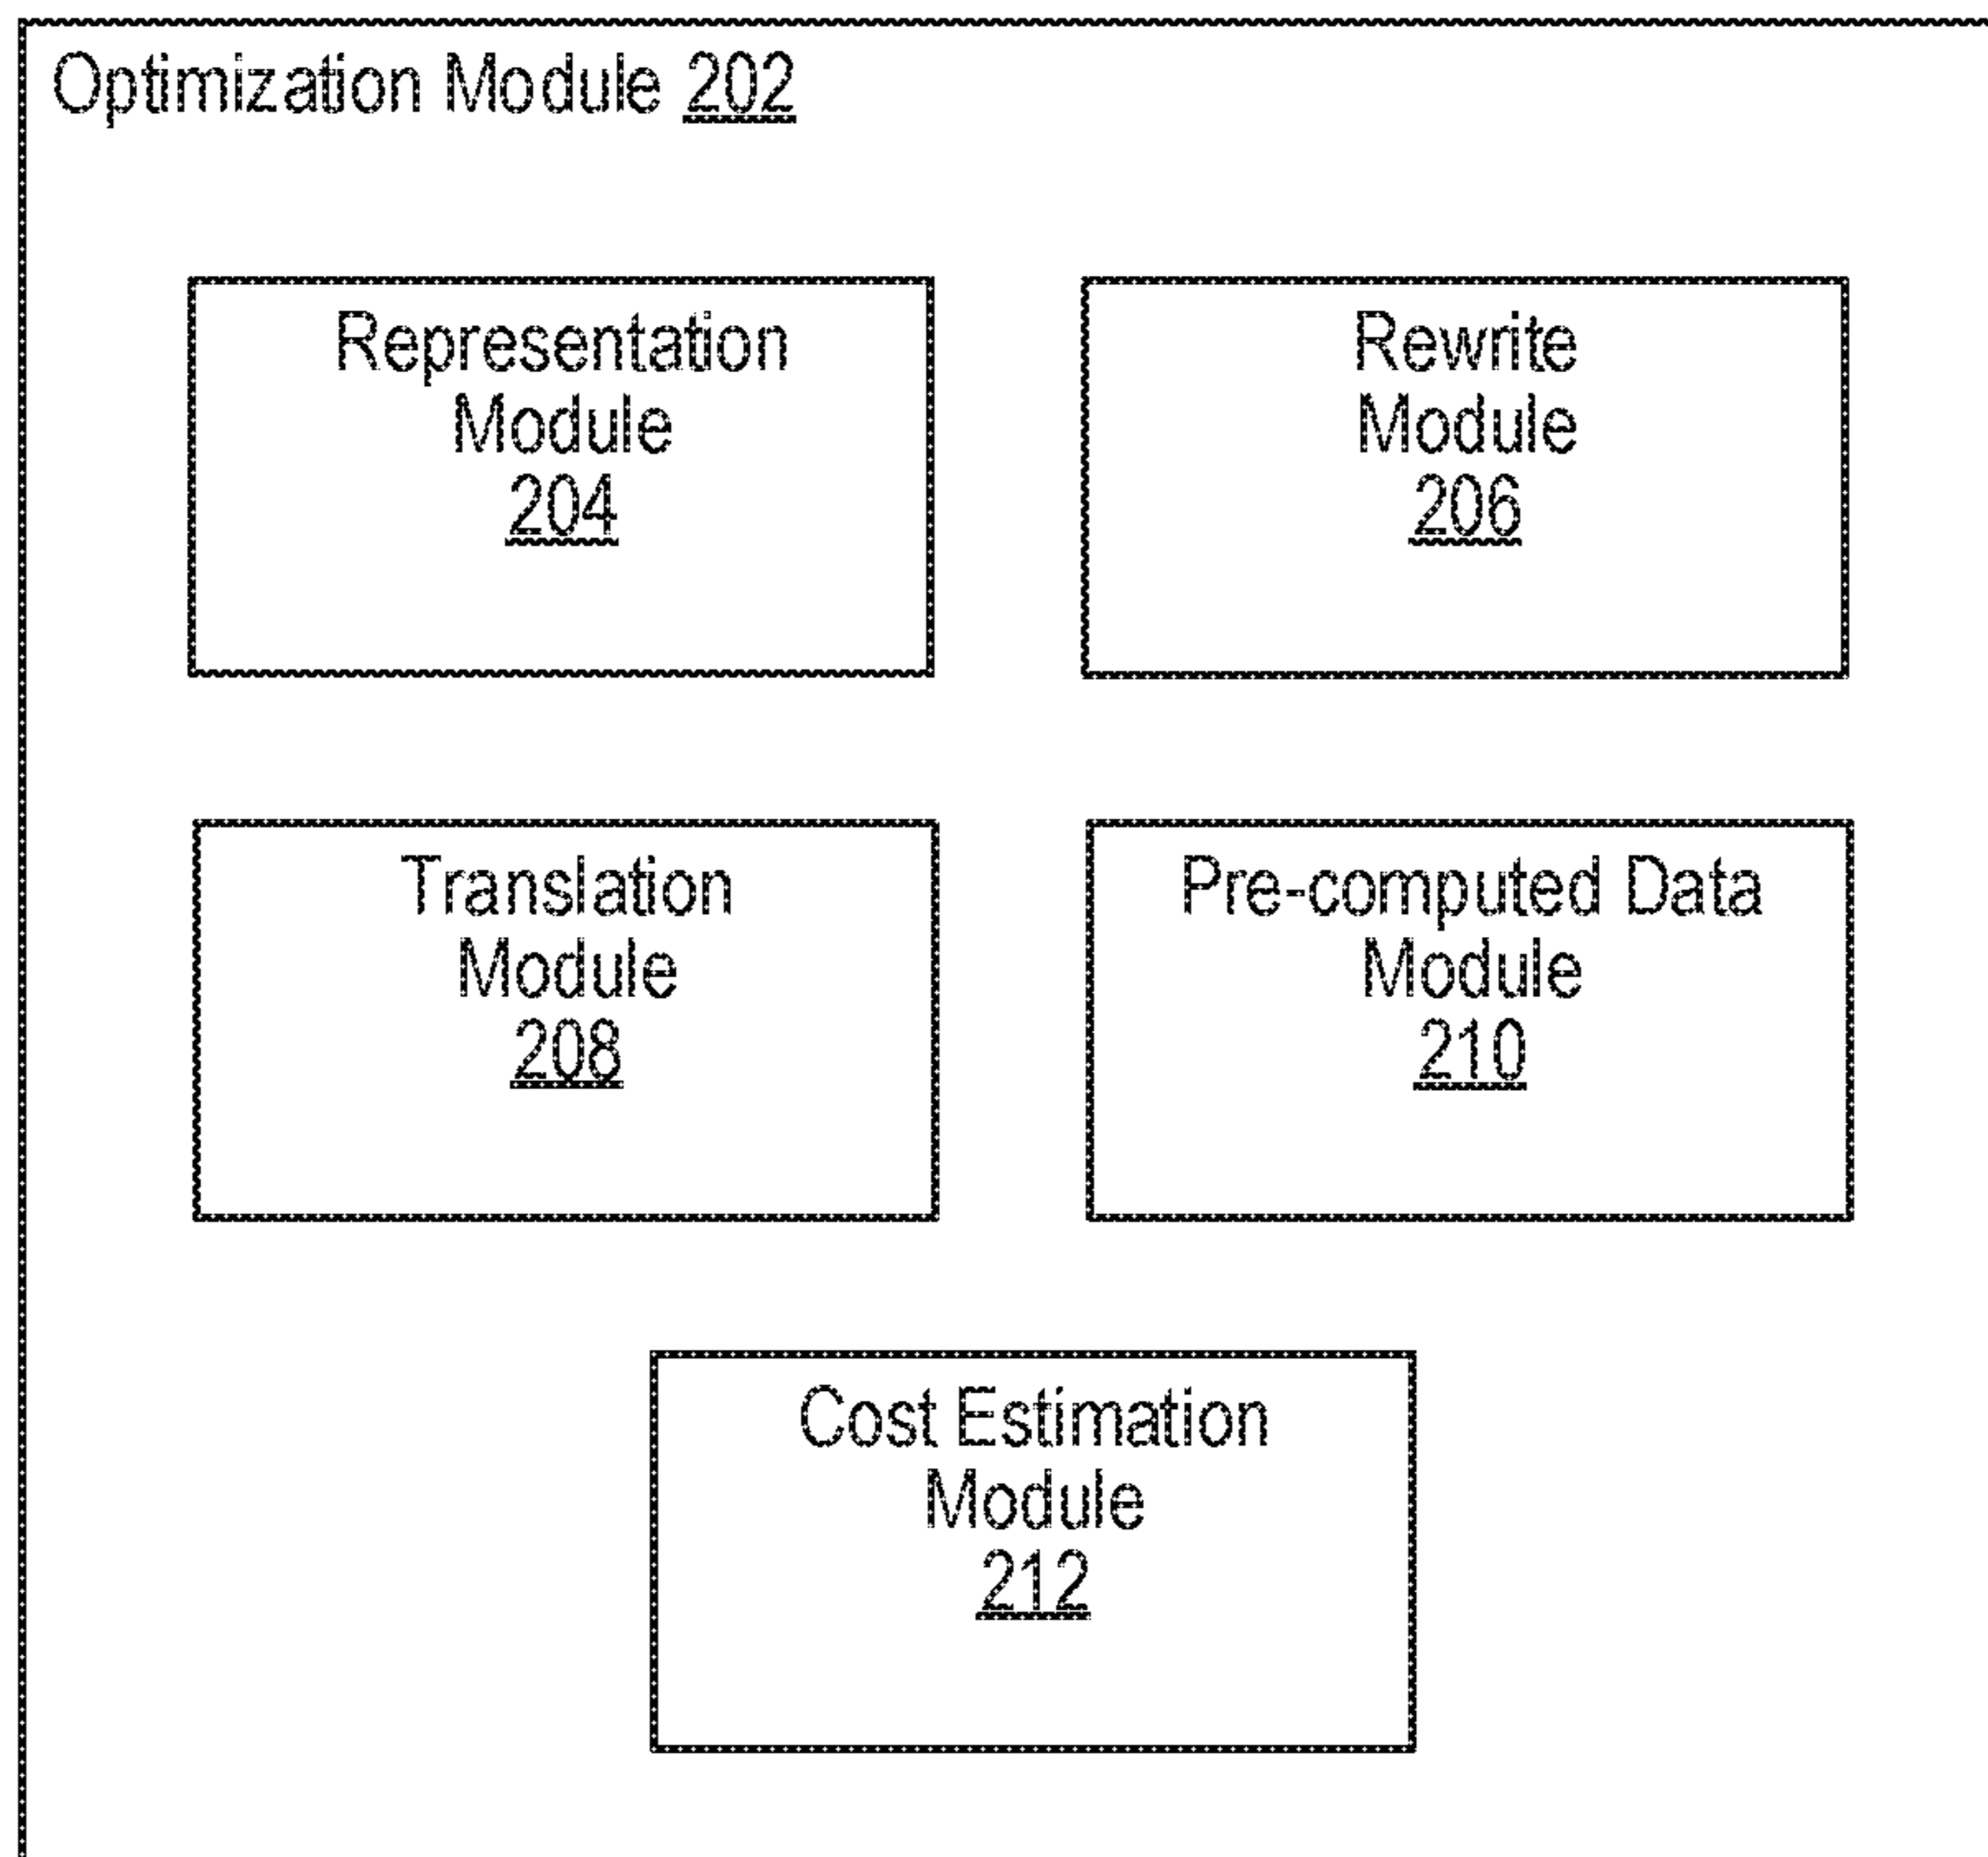 Optimization Module 202
Representation
Module
204
Rewrite
Module
206
Translation
Module
208
Pre-computed Data
Module
210
Cost Estimation
Module
212